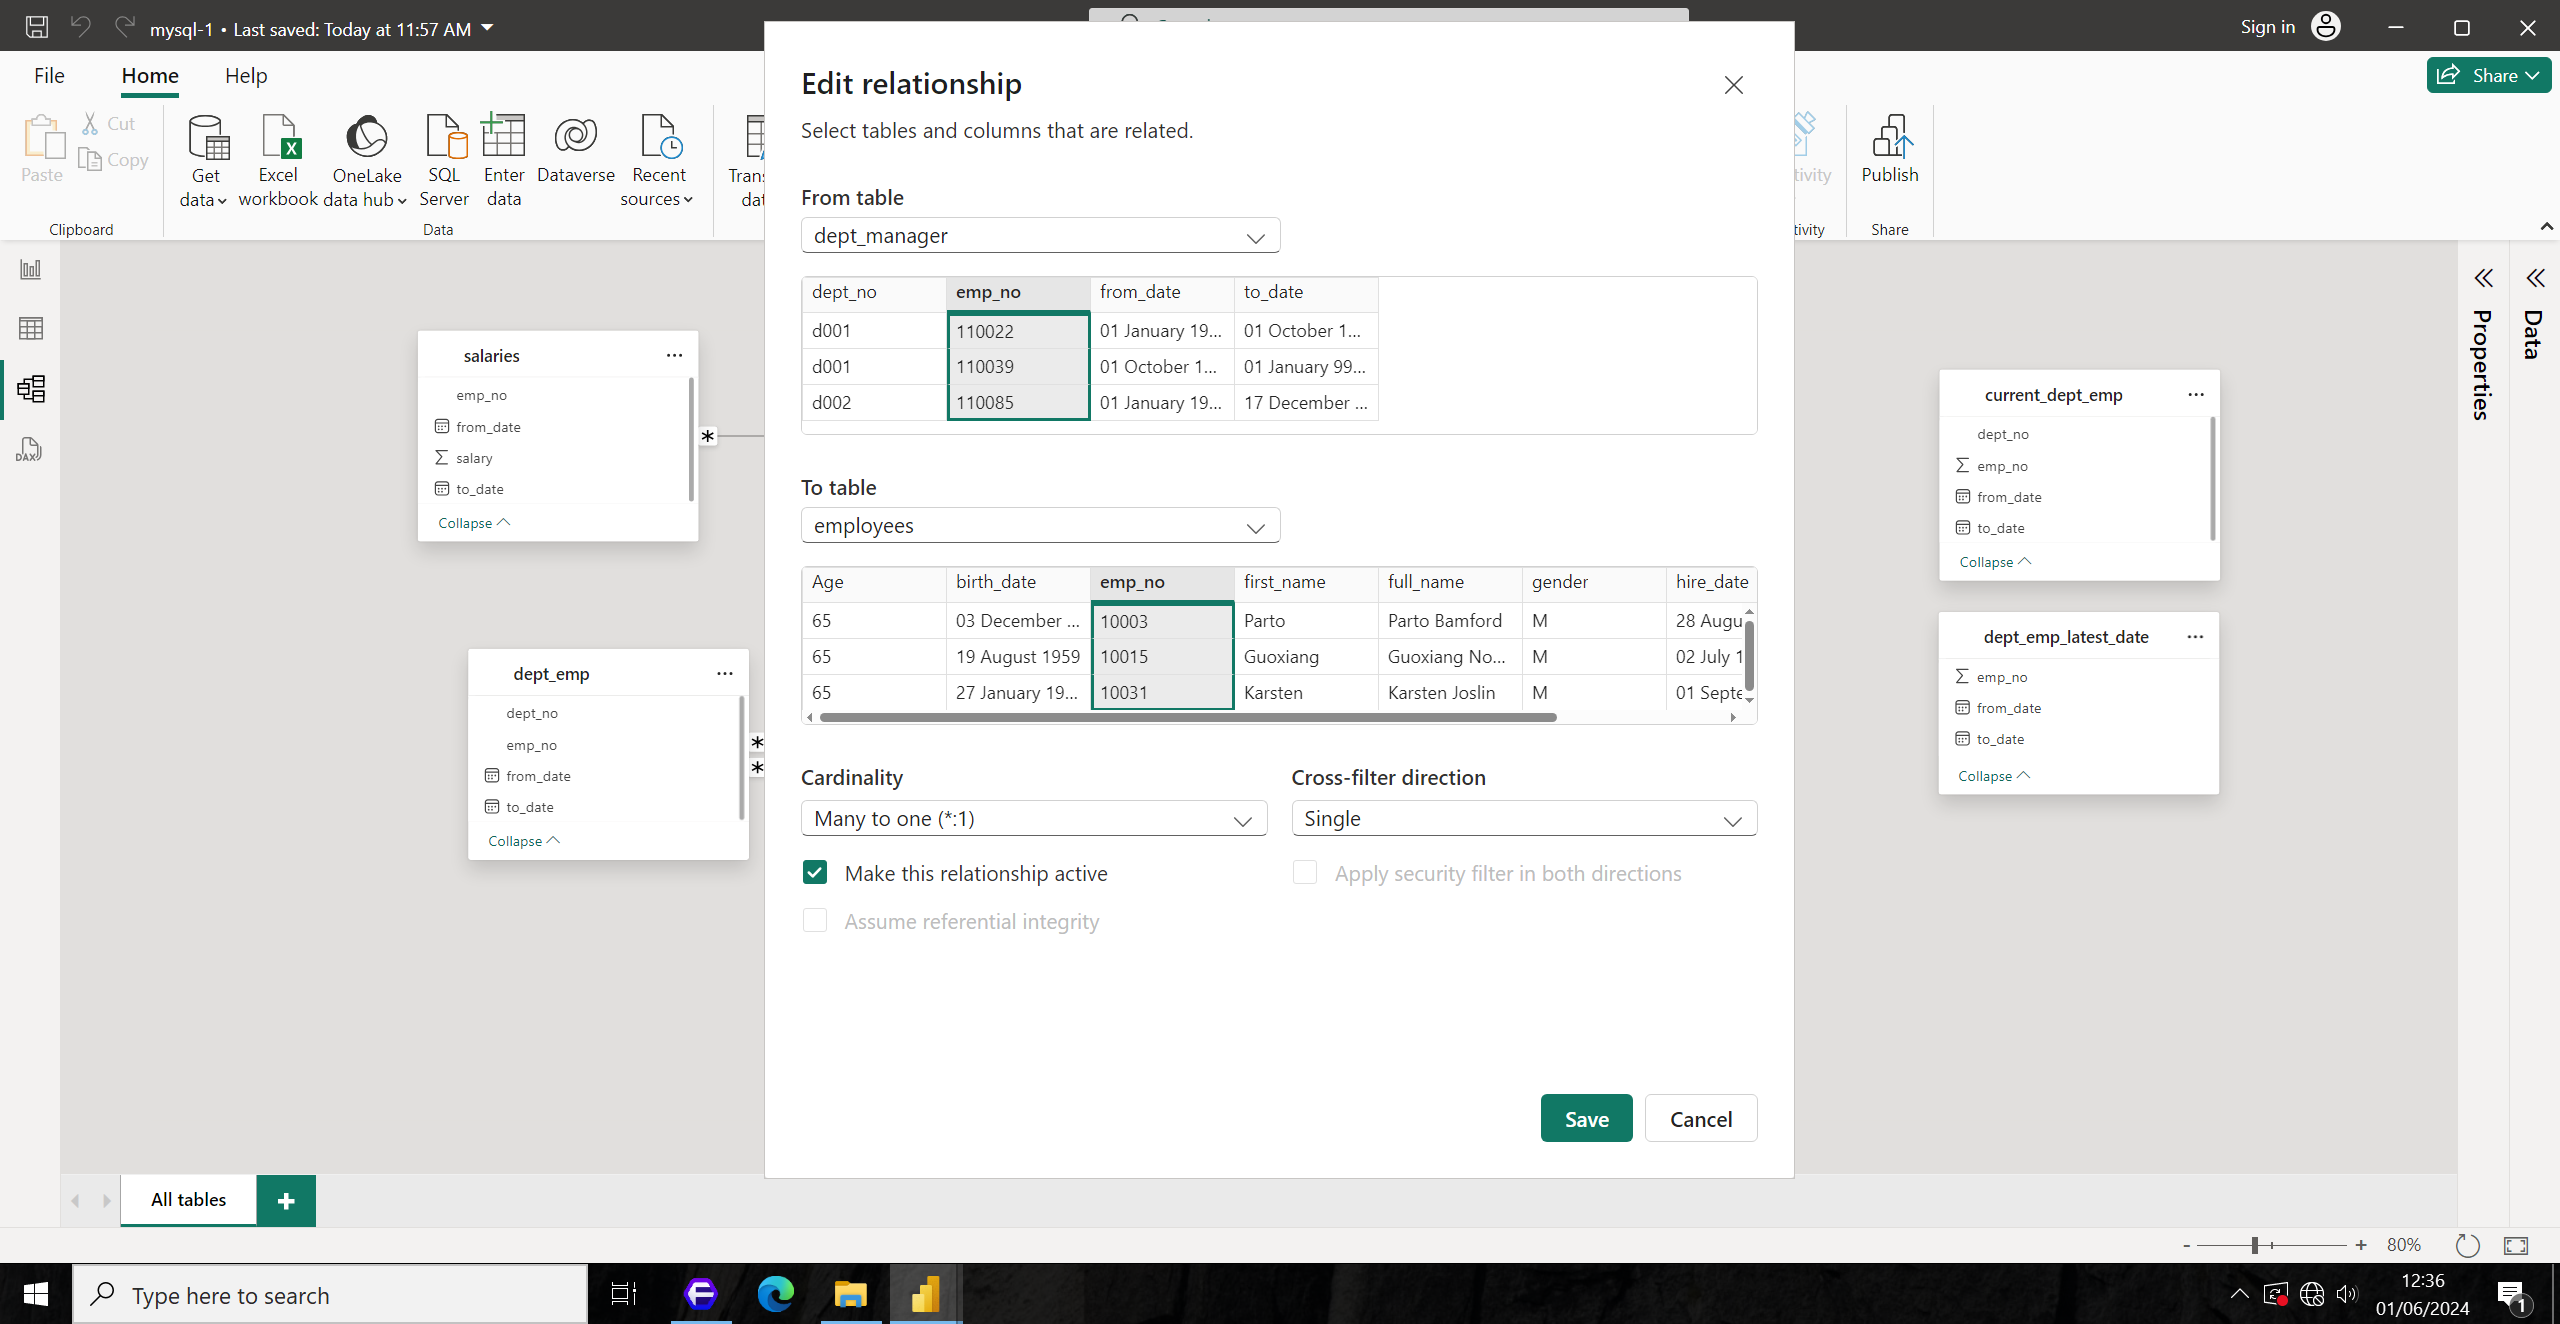 mysql-1 • Last saved: Today at 11:57 AM
Sign in
File
Home
Help
Share
Paste
Cut
Copy
Clipboard
Get data
Excel workbook
OneLake data hub
SQL Server
Enter data
Dataverse
Recent sources
Data
Publish
Share
Edit relationship
Select tables and columns that are related.
From table
dept_manager
dept_no emp_no from_date to_date
d001 110022 01 January 19... 01 October 1...
d001 110039 01 October 1... 01 January 99...
d002 110085 01 January 19... 17 December ...
To table
employees
Age birth_date emp_no first_name full_name gender hire_date
65 03 December ... 10003 Parto Parto Bamford M 28 Augu
65 19 August 1959 10015 Guoxiang Guoxiang No... M 02 July 1
65 27 January 19... 10031 Karsten Karsten Joslin M 01 Septe
Cardinality
Many to one (*:1)
Cross-filter direction
Single
Make this relationship active
Apply security filter in both directions
Assume referential integrity
Save
Cancel
salaries
emp_no
from_date
salary
to_date
Collapse
dept_emp
dept_no
emp_no
from_date
to_date
Collapse
current_dept_emp
dept_no
emp_no
from_date
to_date
Collapse
dept_emp_latest_date
emp_no
from_date
to_date
Collapse
Properties
Data
DAX
All tables
80%
Type here to search
12:36
01/06/2024
1